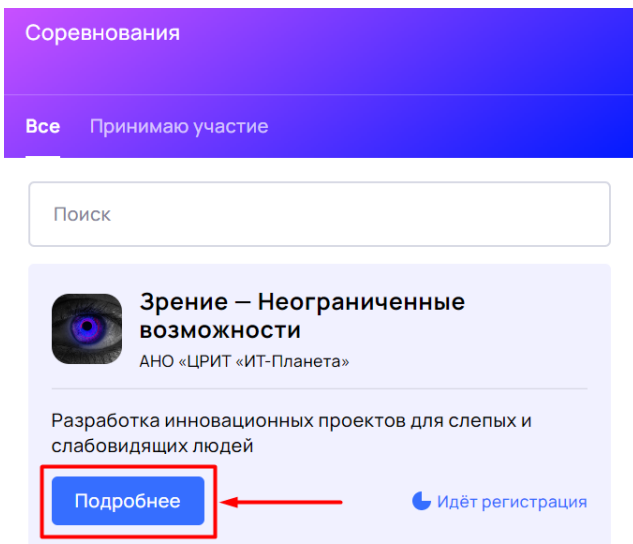 Соревнования
Все Принимаю участие
Поиск
Зрение — Неограниченные
возможности
АНО «ЦРИТ «ИТ-Планета»
Разработка инновационных проектов для слепых и
слабовидящих людей
Подробнее Идёт регистрация